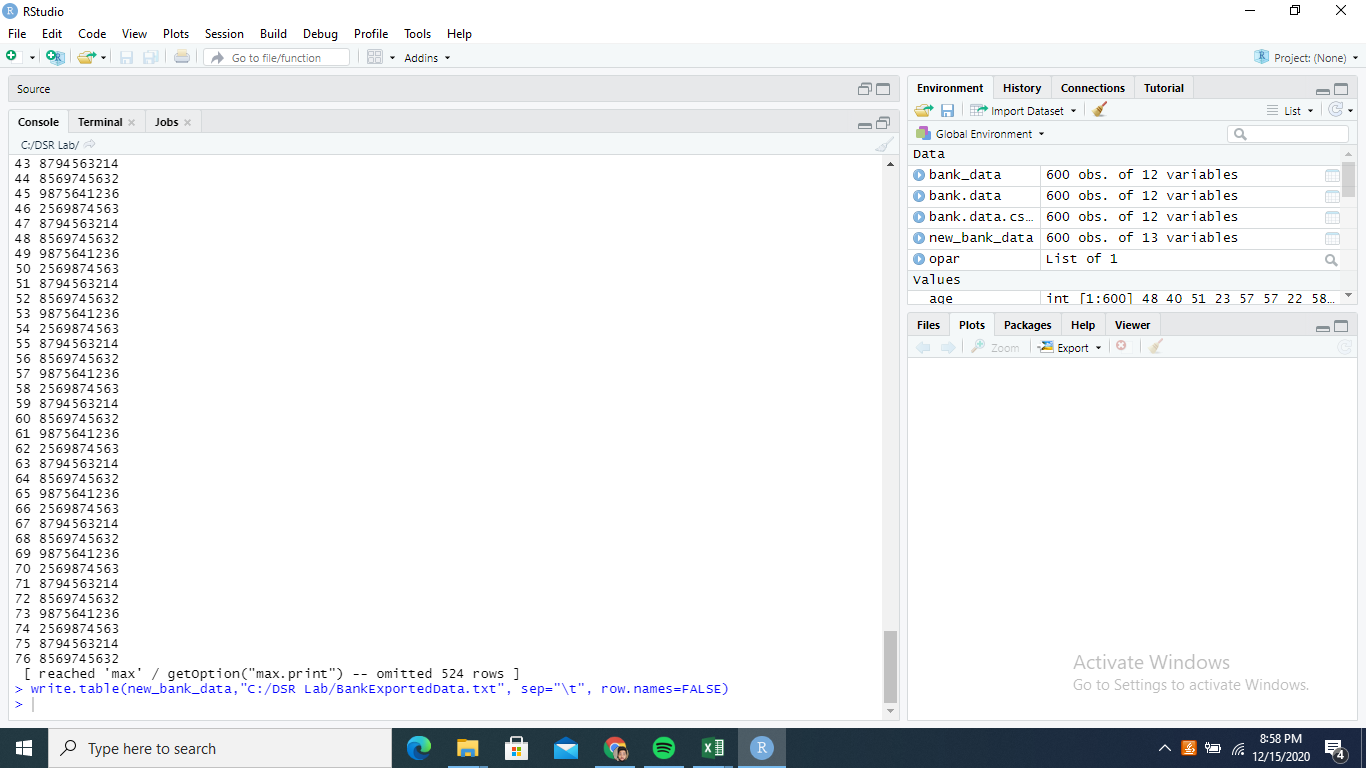 RStudio
File Edit Code View Plots Session Build Debug Profile Tools Help
Go to file/function Addins Project: (None)
Source
Console Terminal Jobs
C:/DSR Lab/
43 8794563214
44 8569745632
45 9875641236
46 2569874563
47 8794563214
48 8569745632
49 9875641236
50 2569874563
51 8794563214
52 8569745632
53 9875641236
54 2569874563
55 8794563214
56 8569745632
57 9875641236
58 2569874563
59 8794563214
60 8569745632
61 9875641236
62 2569874563
63 8794563214
64 8569745632
65 9875641236
66 2569874563
67 8794563214
68 8569745632
69 9875641236
70 2569874563
71 8794563214
72 8569745632
73 9875641236
74 2569874563
75 8794563214
76 8569745632
[ reached 'max' / getOption("max.print") -- omitted 524 rows ]
> write.table(new_bank_data,"C:/DSR Lab/BankExportedData.txt", sep="\t", row.names=FALSE)
>
Environment History Connections Tutorial
Import Dataset List
Global Environment
Data
bank_data 600 obs. of 12 variables
bank.data 600 obs. of 12 variables
bank.data.cs… 600 obs. of 12 variables
new_bank_data 600 obs. of 13 variables
opar List of 1
Values
age int [1:600] 48 40 51 23 57 57 22 58…
Files Plots Packages Help Viewer
Zoom Export
Activate Windows
Go to Settings to activate Windows.
Type here to search
8:58 PM
12/15/2020
4